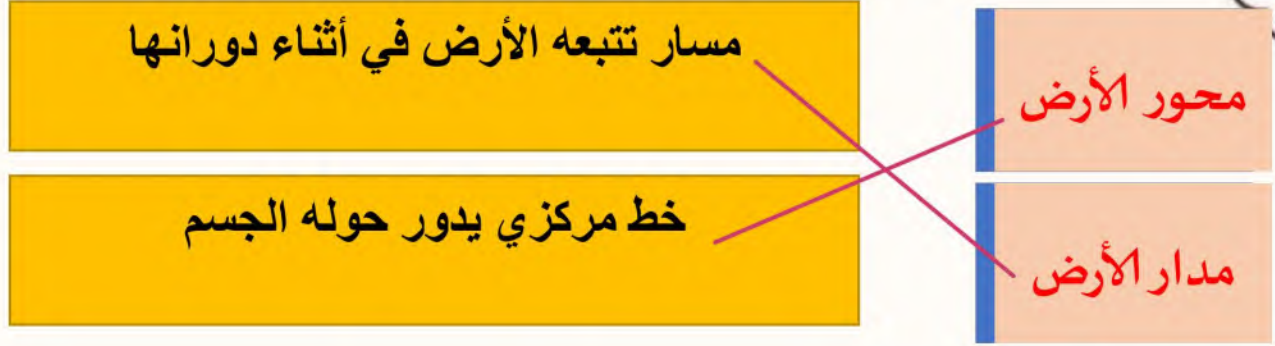 محور الأرض
مسار تتبعه الأرض في أثناء دورانها
مدار الأرض
خط مركزي يدور حوله الجسم